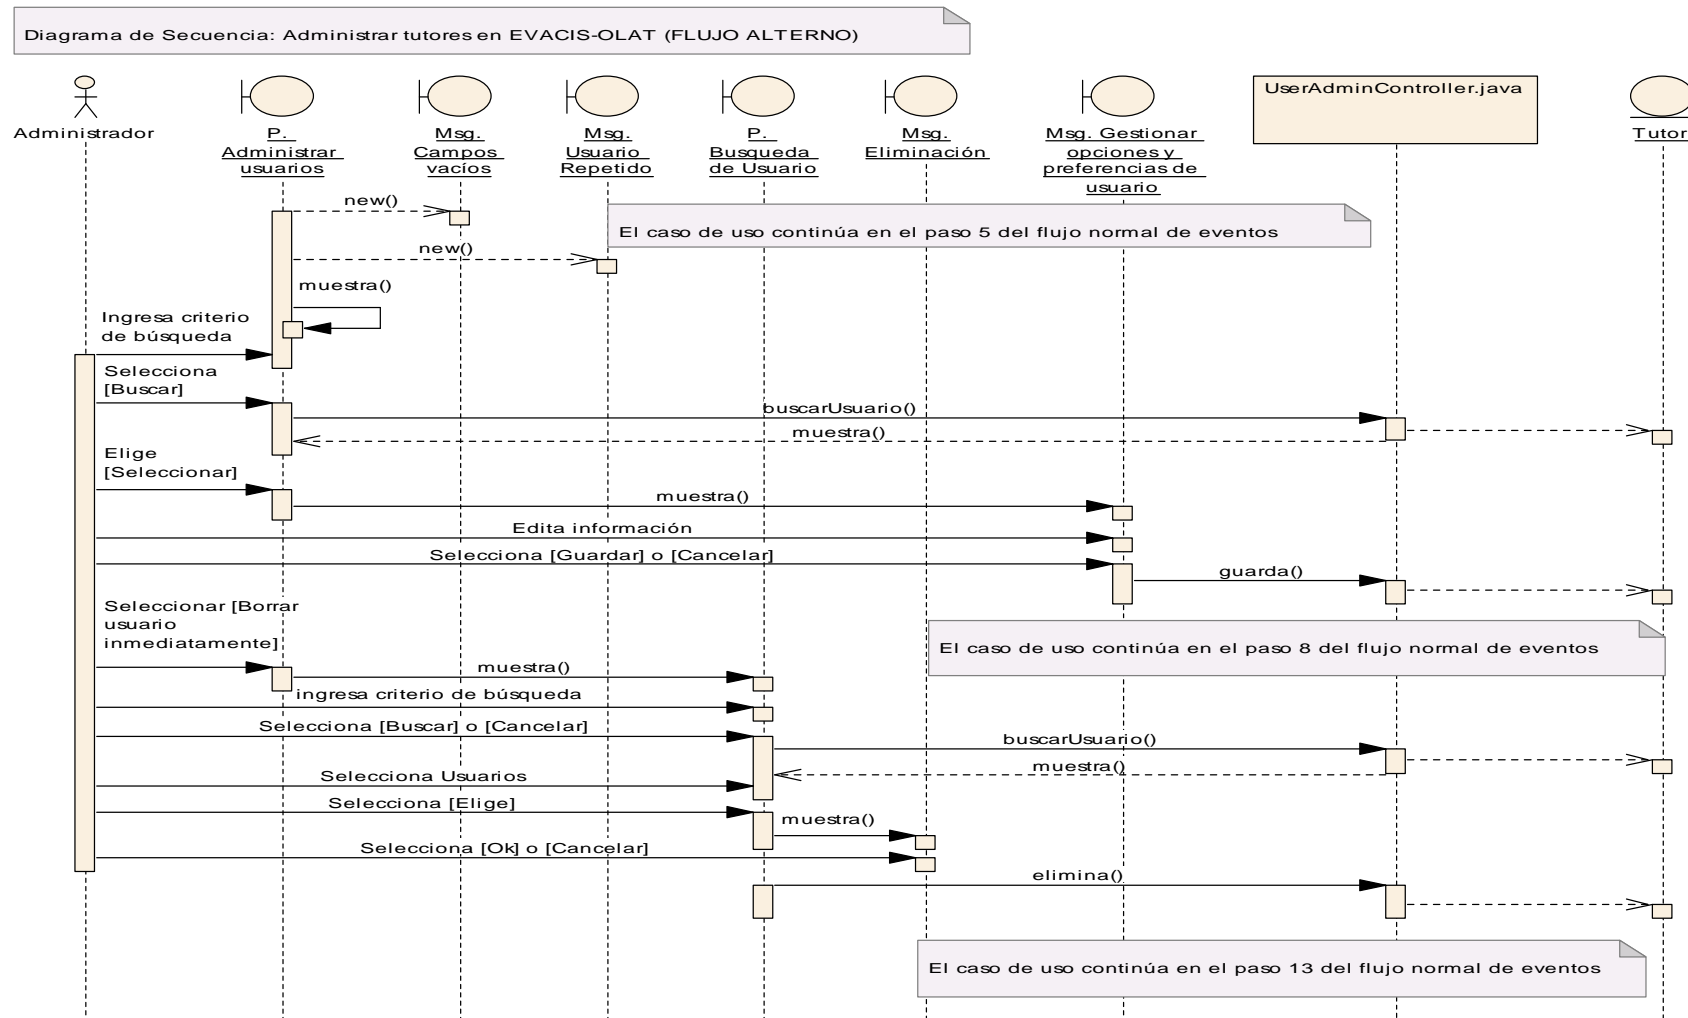 Diagrama de Secuencia: Administrar tutores en EVACIS-OLAT (FLUJO ALTERNO)
Administrador
P.
Administrar
usuarios
Msg.
Campos
vacíos
Msg.
Usuario
Repetido
P.
Busqueda
de Usuario
Msg.
Eliminación
Msg. Gestionar
opciones y
preferencias de
usuario
UserAdminController.java
Tutor
new()
El caso de uso continúa en el paso 5 del flujo normal de eventos
new()
muestra()
Ingresa criterio
de búsqueda
Selecciona
[Buscar]
buscarUsuario()
muestra()
Elige
[Seleccionar]
muestra()
Edita información
Selecciona [Guardar] o [Cancelar]
guarda()
Seleccionar [Borrar
usuario
inmediatamente]
El caso de uso continúa en el paso 8 del flujo normal de eventos
muestra()
ingresa criterio de búsqueda
Selecciona [Buscar] o [Cancelar]
buscarUsuario()
muestra()
Selecciona Usuarios
Selecciona [Elige]
muestra()
Selecciona [Ok] o [Cancelar]
elimina()
El caso de uso continúa en el paso 13 del flujo normal de eventos